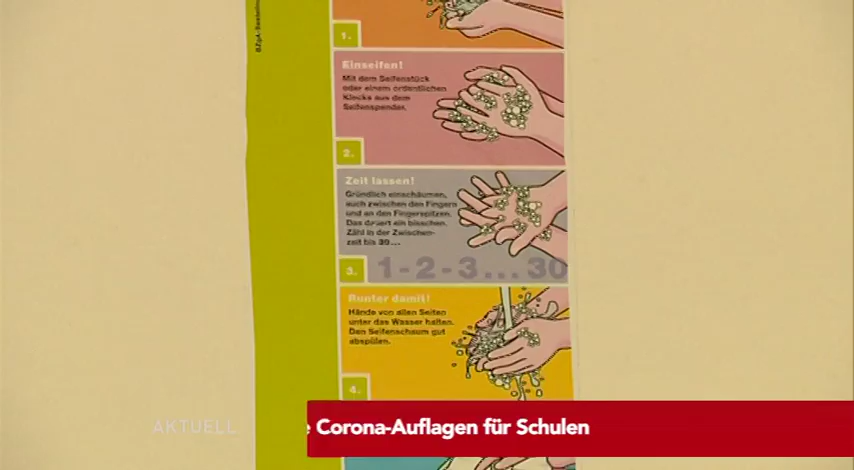 1.
Einseifen!
Mit dem Seifenstück
oder einem ordentlichen
Klecks aus dem
Seifenspender.
2.
Zeit lassen!
Gründlich einschäumen,
auch zwischen den Fingern
und an den Fingerspitzen.
Das dauert ein bisschen.
Zähl in der Zwischen-
zeit bis 30...
3.
1-2-3...30
Runter damit!
Hände von allen Seiten
unter das Wasser halten.
Den Seifenschaum gut
abspülen.
4.
AKTUELL
e Corona-Auflagen für Schulen